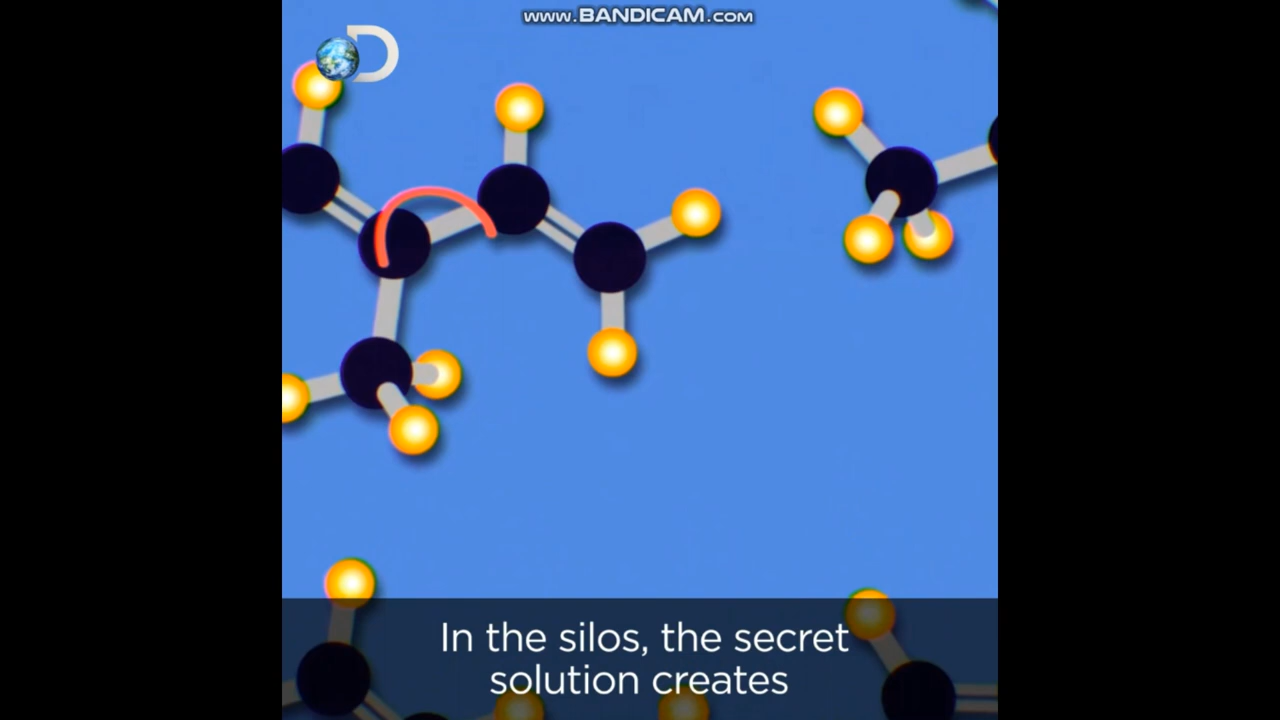 www.BANDICAM.com
D
In the silos, the secret
solution creates